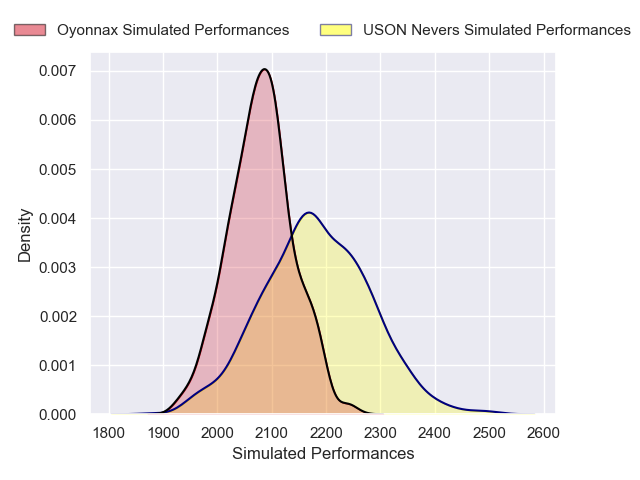 Oyonnax Simulated Performances USON Nevers Simulated Performances
0.007
0.006
0.005
0.004
0.003
0.002
0.001
0.000
Density
1800 1900 2000 2100 2200 2300 2400 2500 2600
Simulated Performances